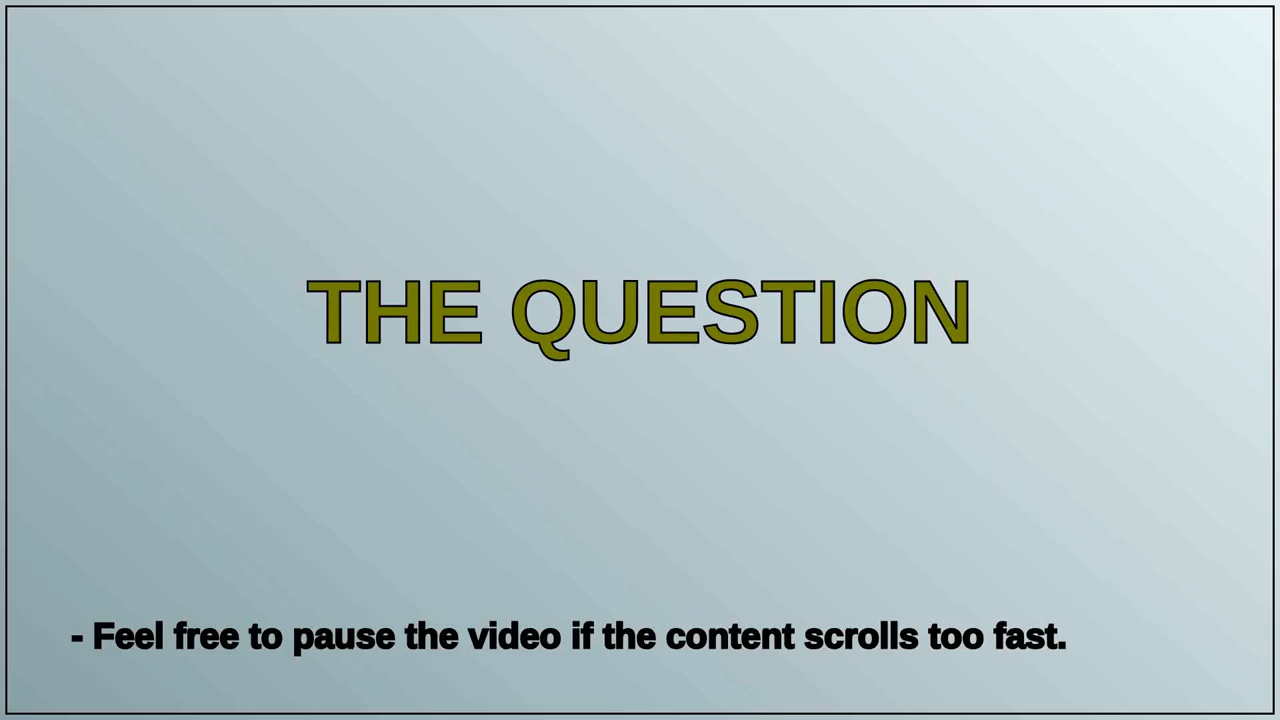 THE QUESTION
- Feel free to pause the video if the content scrolls too fast.